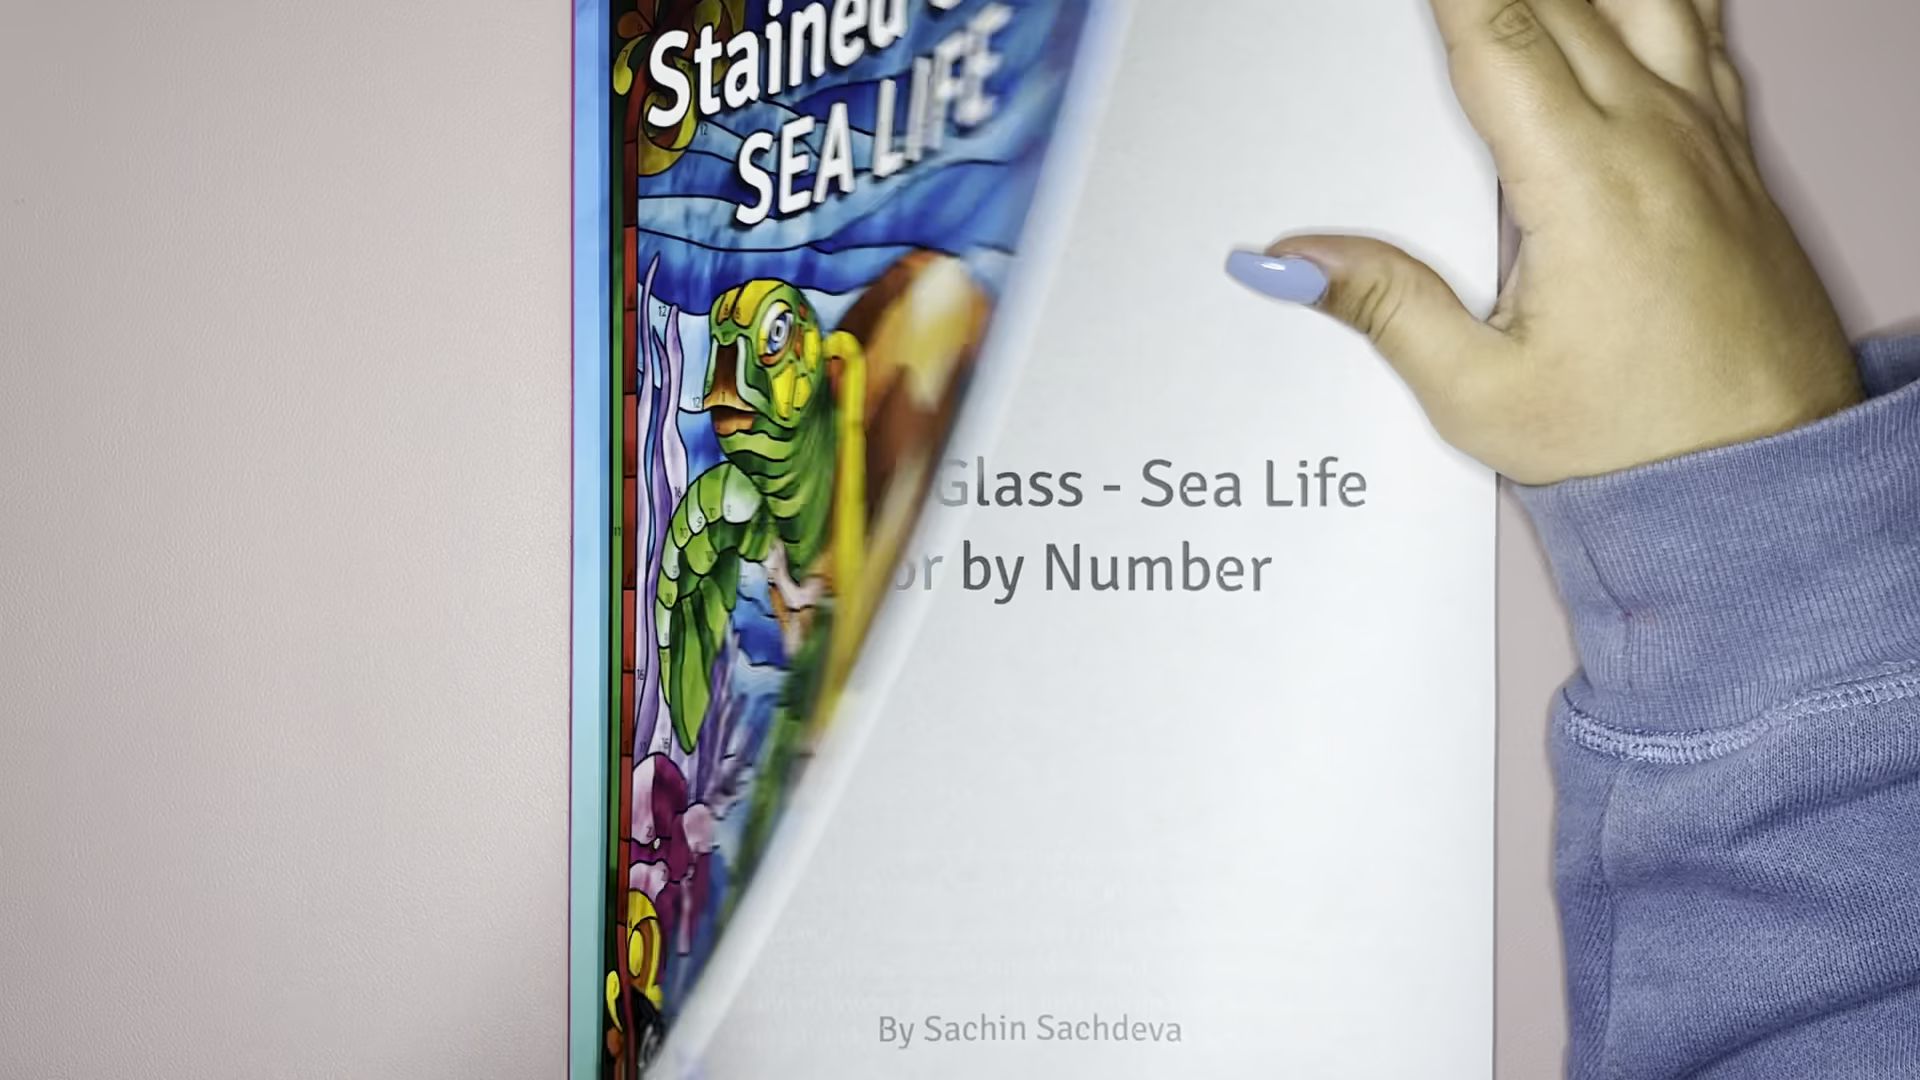 Stained
SEA LIFE
Glass - Sea Life
or by Number
By Sachin Sachdeva